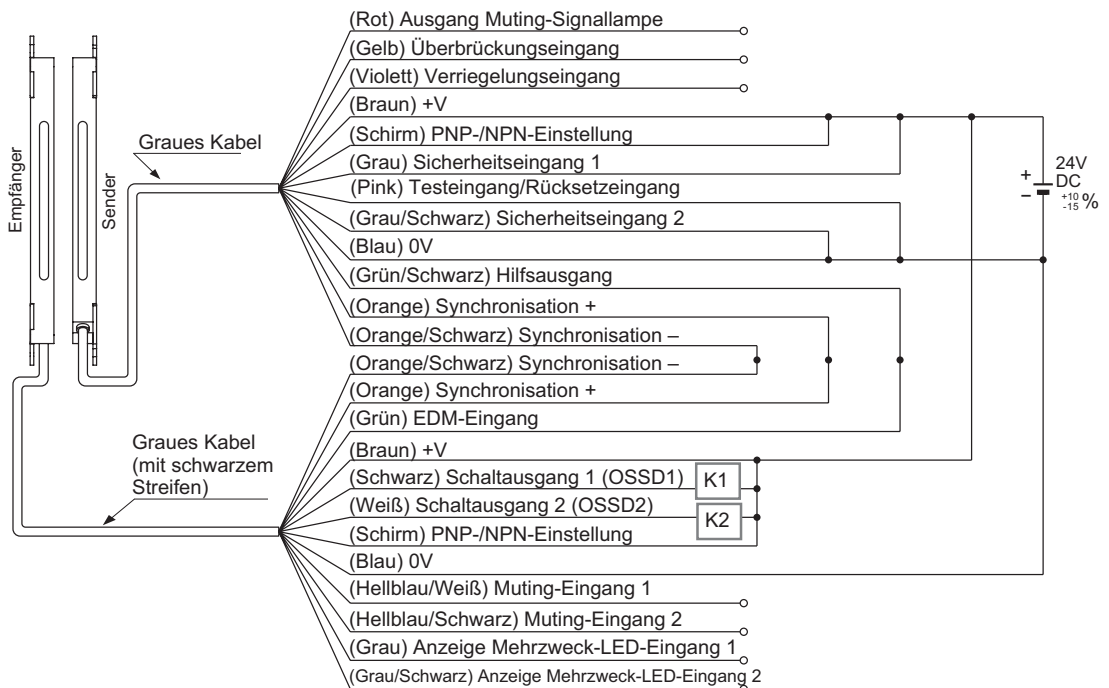 (Rot) Ausgang Muting-Signallampe
(Gelb) Überbrückungseingang
(Violett) Verriegelungseingang
(Braun) +V
(Schirm) PNP-/NPN-Einstellung
(Grau) Sicherheitseingang 1
(Pink) Testeingang/Rücksetzeingang
(Grau/Schwarz) Sicherheitseingang 2
(Blau) 0V
(Grün/Schwarz) Hilfsausgang
(Orange) Synchronisation +
(Orange/Schwarz) Synchronisation –
(Orange/Schwarz) Synchronisation –
(Orange) Synchronisation +
(Grün) EDM-Eingang
(Braun) +V
(Schwarz) Schaltausgang 1 (OSSD1)
K1
(Weiß) Schaltausgang 2 (OSSD2)
K2
(Schirm) PNP-/NPN-Einstellung
(Blau) 0V
(Hellblau/Weiß) Muting-Eingang 1
(Hellblau/Schwarz) Muting-Eingang 2
(Grau) Anzeige Mehrzweck-LED-Eingang 1
(Grau/Schwarz) Anzeige Mehrzweck-LED-Eingang 2
Empfänger
Sender
Graues Kabel
Graues Kabel
(mit schwarzem
Streifen)
+
–
24V
DC
+10
-15 %